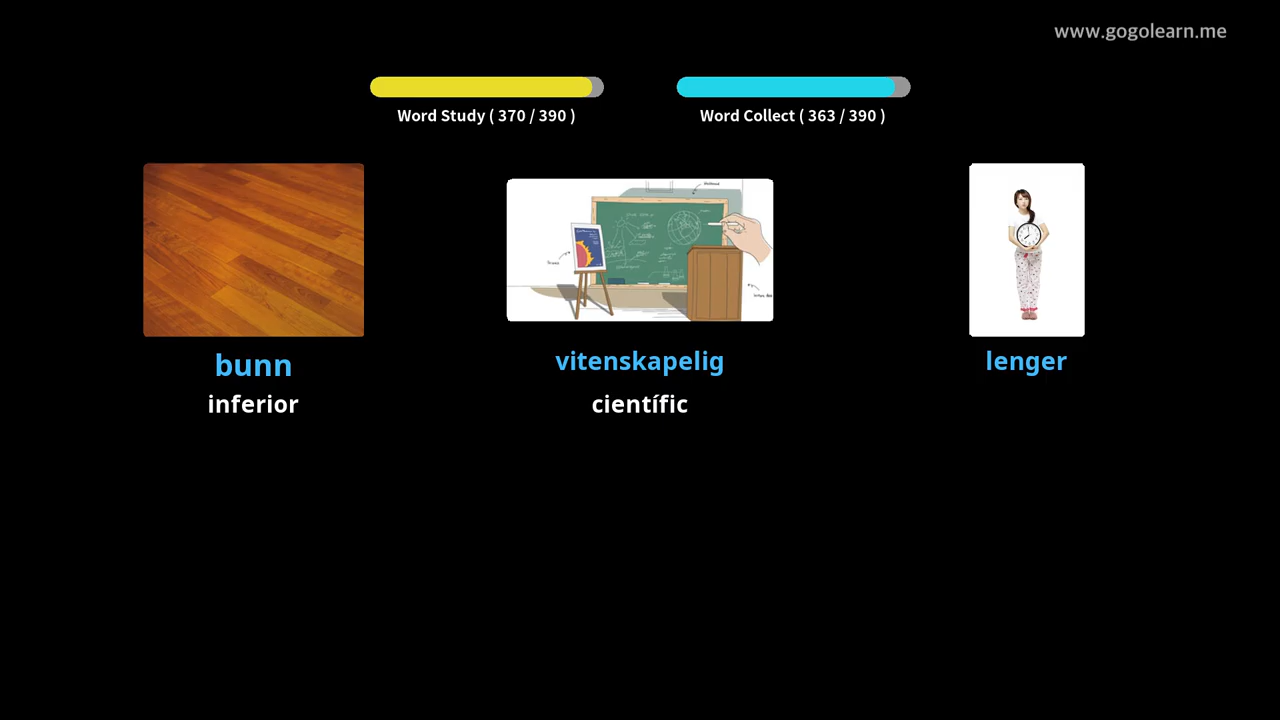 www.gogolearn.me
Word Study ( 370 / 390 )
Word Collect ( 363 / 390 )
bunn
vitenskapelig
lenger
inferior
científic